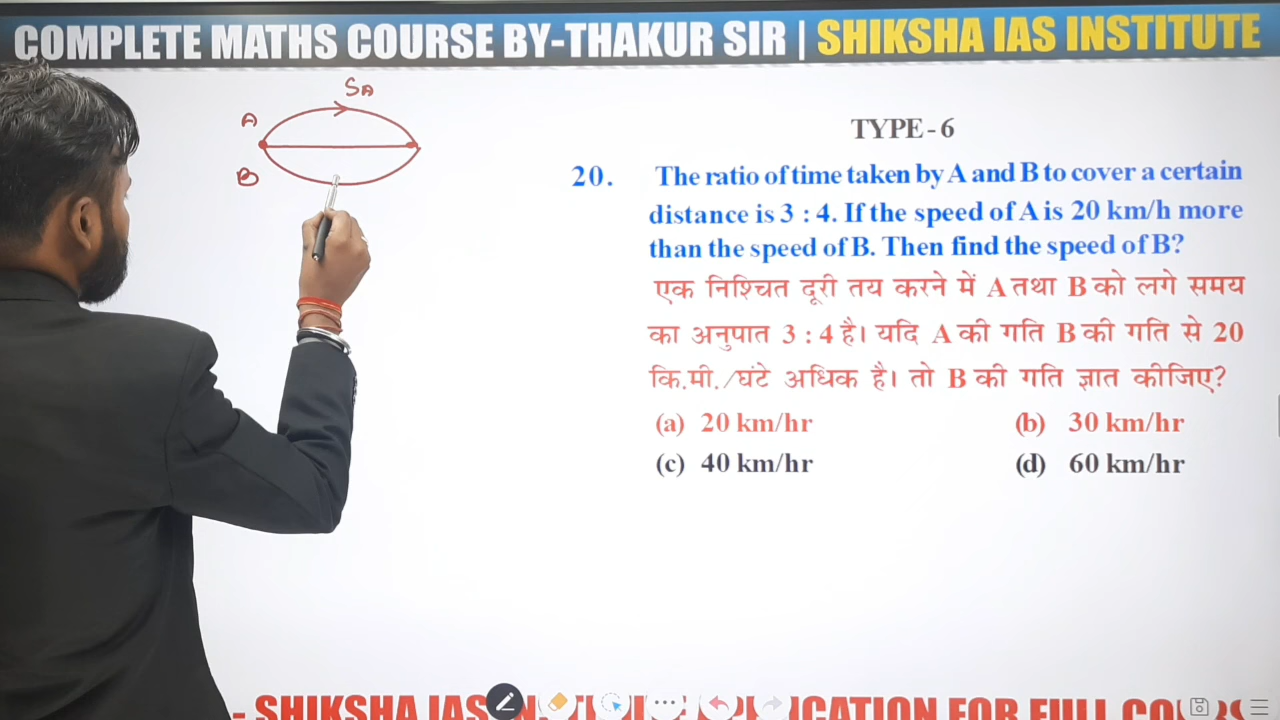 COMPLETE MATHS COURSE BY-THAKUR SIR | SHIKSHA IAS INSTITUTE
SA
A
B
TYPE - 6
20. The ratio of time taken by A and B to cover a certain
distance is 3 : 4. If the speed of A is 20 km/h more
than the speed of B. Then find the speed of B?
एक निश्चित दूरी तय करने में A तथा B को लगे समय
का अनुपात 3 : 4 है। यदि A की गति B की गति से 20
कि.मी./घंटे अधिक है। तो B की गति ज्ञात कीजिए?
(a) 20 km/hr (b) 30 km/hr
(c) 40 km/hr (d) 60 km/hr
- SHIKSHA IAS FOR FULL